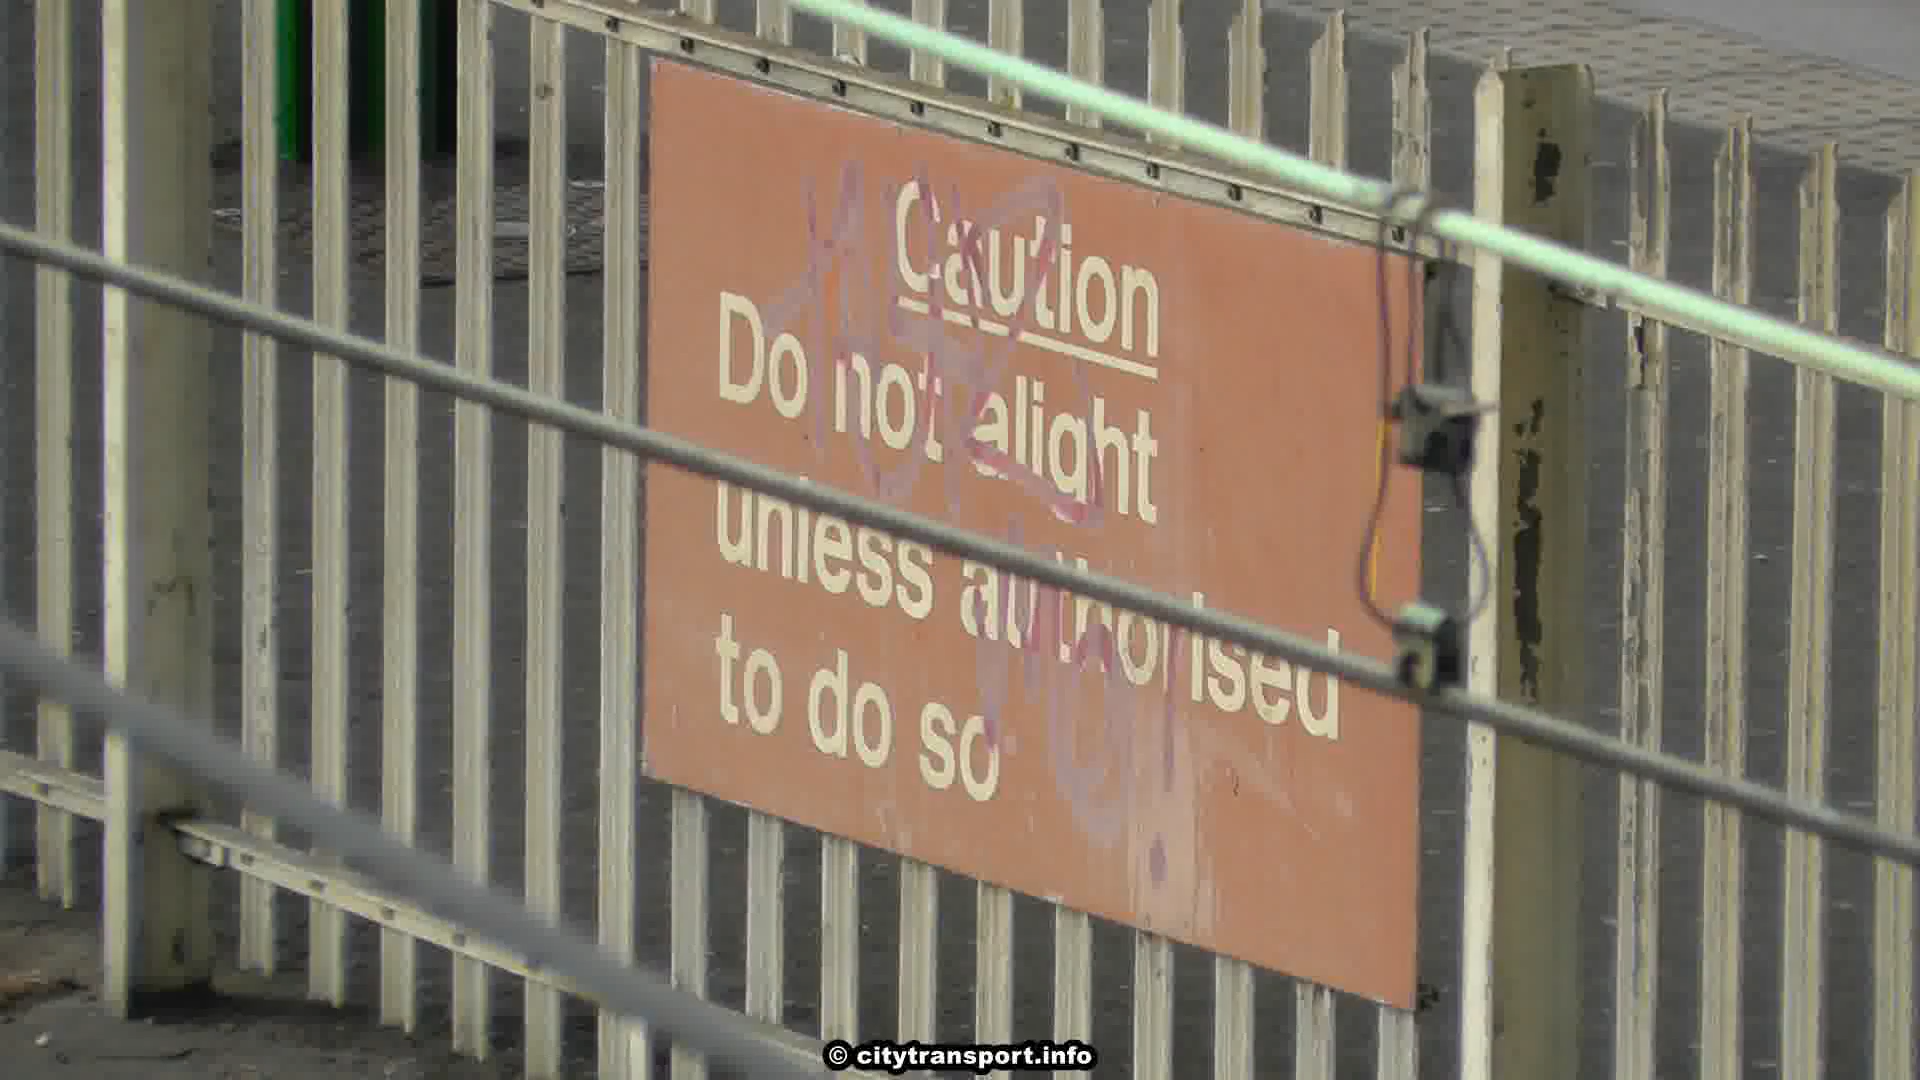 Caution
Do not alight
unless authorised
to do so
© citytransport.info